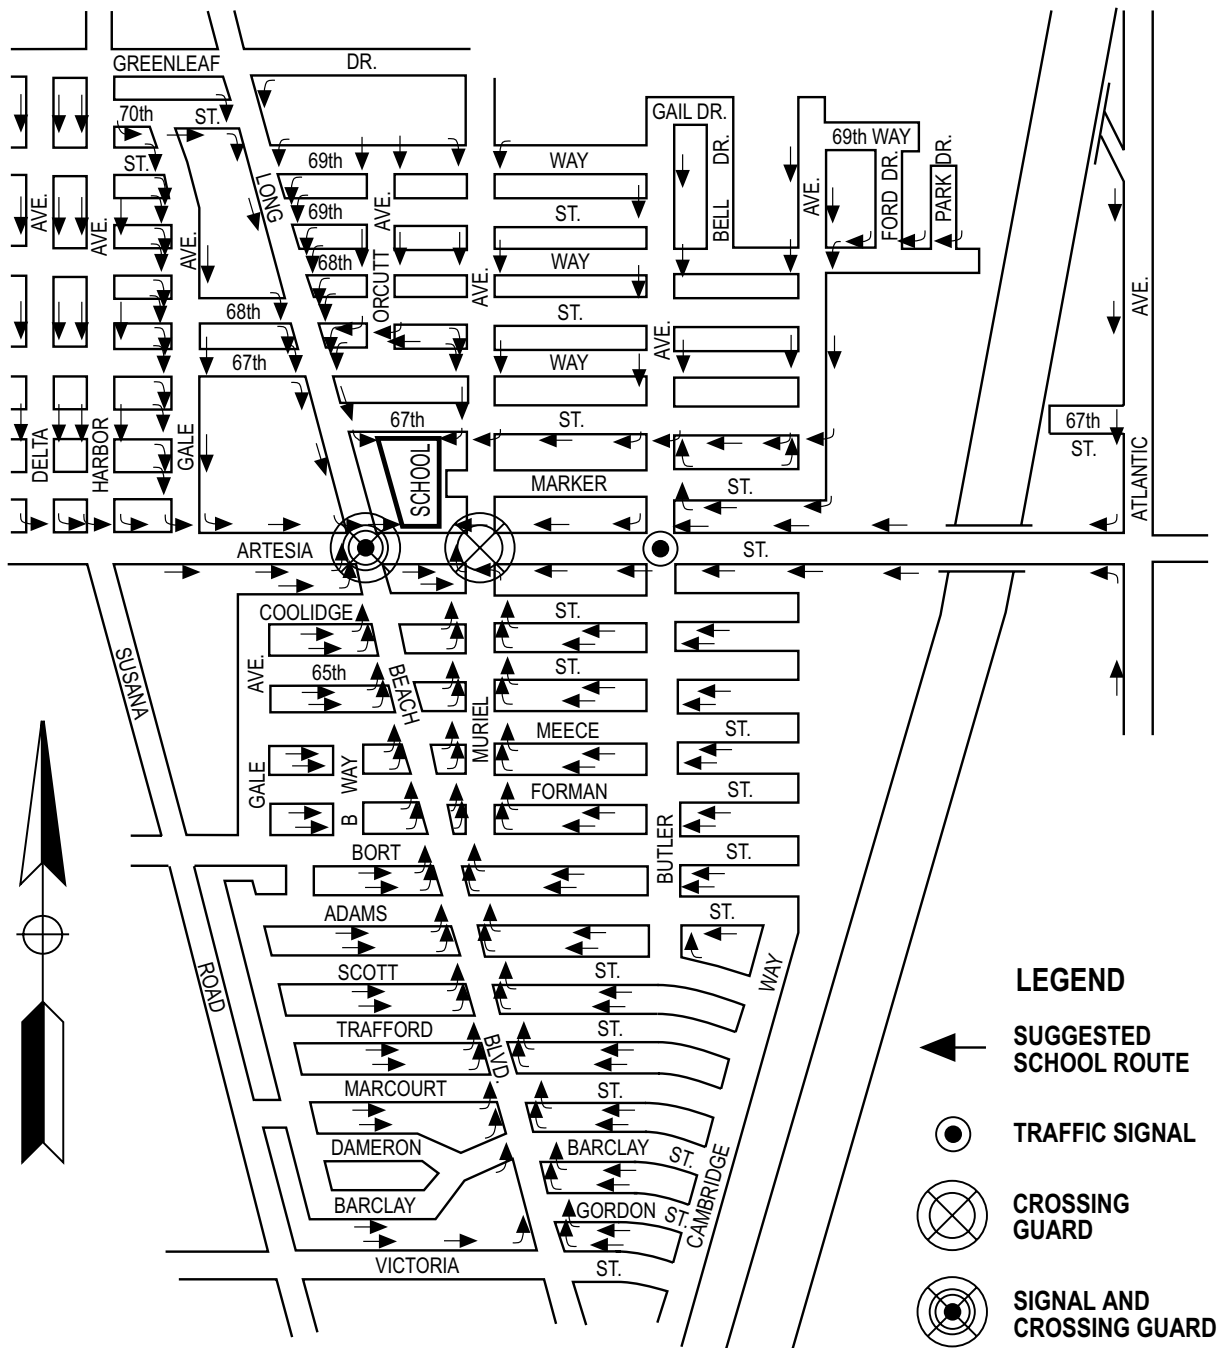 GREENLEAF DR.
70th ST.
ST.
69th WAY
GAIL DR.
69th WAY
LONG
69th ST.
AVE.
AVE.
AVE.
AVE.
BELL DR.
AVE.
FORD DR.
PARK DR.
68th WAY
ORCUTT
AVE.
68th ST.
AVE.
AVE.
67th WAY
67th ST.
67th ST.
DELTA
HARBOR
GALE
SCHOOL
MARKER ST.
ATLANTIC
ARTESIA ST.
COOLIDGE ST.
SUSANA
AVE.
65th ST.
BEACH
MURIEL
MEECE ST.
GALE
B WAY
FORMAN ST.
BORT ST.
BUTLER
ADAMS ST.
ROAD
SCOTT ST.
WAY
TRAFFORD ST.
BLVD.
MARCOURT ST.
DAMERON
BARCLAY ST.
BARCLAY
GORDON ST.
CAMBRIDGE
VICTORIA ST.
LEGEND
SUGGESTED
SCHOOL ROUTE
TRAFFIC SIGNAL
CROSSING
GUARD
SIGNAL AND
CROSSING GUARD